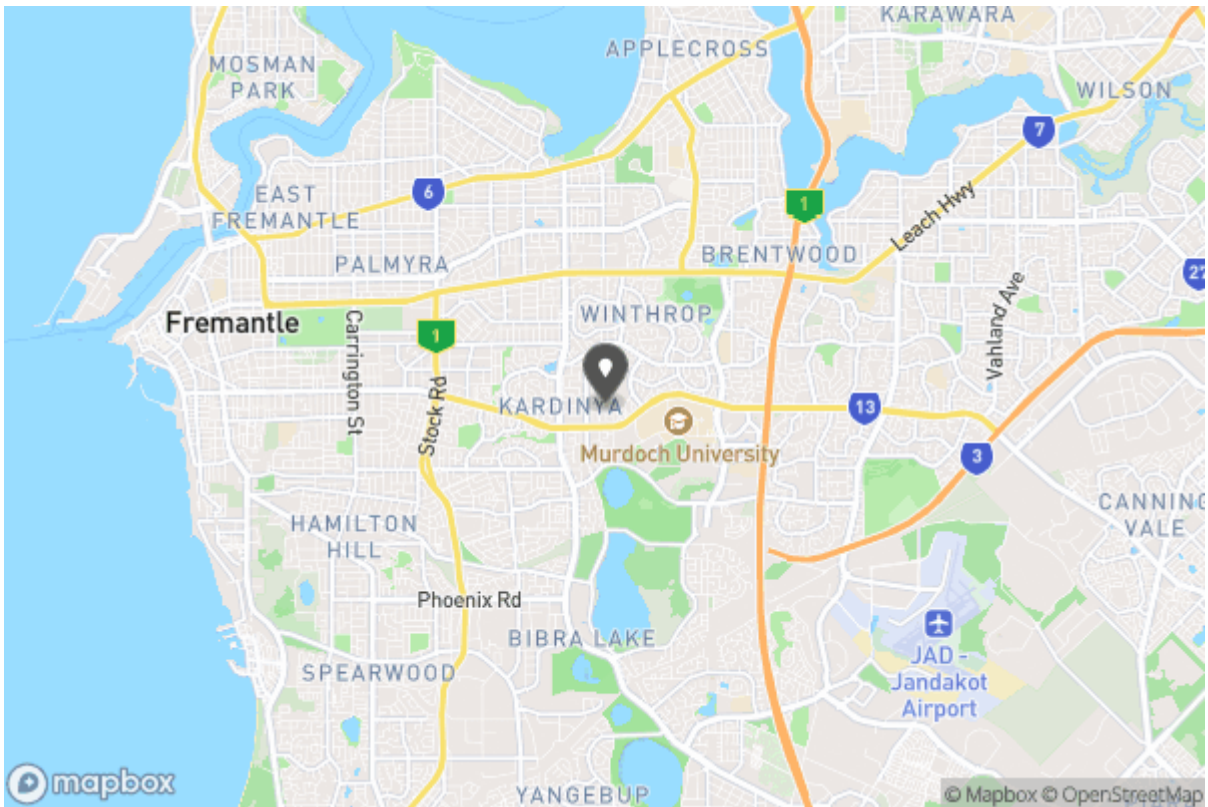 KARAWARA
APPLECROSS
MOSMAN
PARK
WILSON
7
6
EAST
FREMANTLE
1
Leach Hwy
BRENTWOOD
PALMYRA
27
Vahland Ave
WINTHROP
Fremantle
Carrington St
1
Stock Rd
KARDINYA
13
Murdoch University
3
CANNING
VALE
HAMILTON
HILL
Phoenix Rd
BIBRA LAKE
JAD -
Jandakot
Airport
SPEARWOOD
YANGEBUP
mapbox
© Mapbox © OpenStreetMap